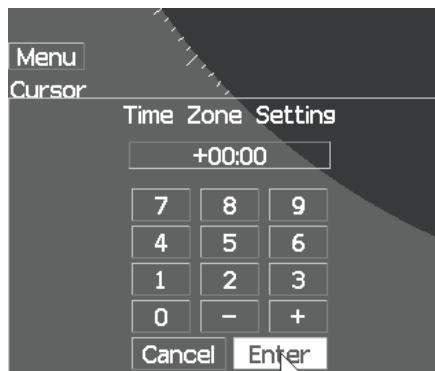 Menu
Cursor
Time Zone Setting
+00:00
7 8 9
4 5 6
1 2 3
0 - +
Cancel Enter